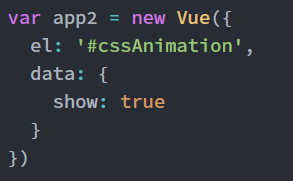 var app2 = new Vue({
  el: '#cssAnimation',
  data: {
    show: true
  }
})